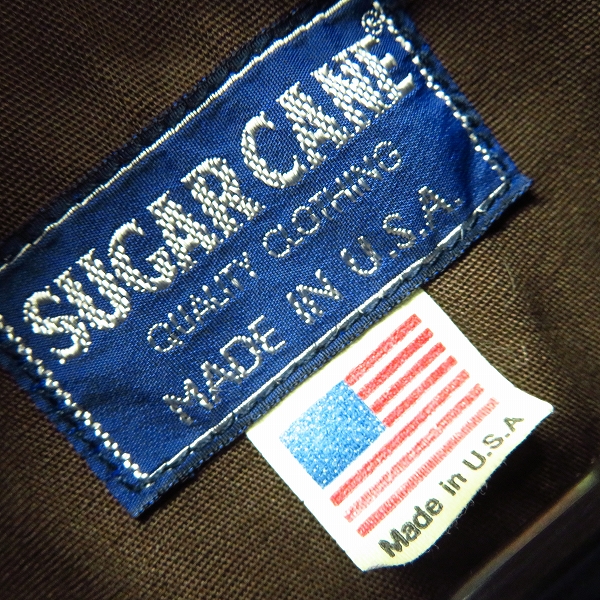 SUGAR CANE®
QUALITY CLOTHING
MADE IN U.S.A.
Made in U.S.A